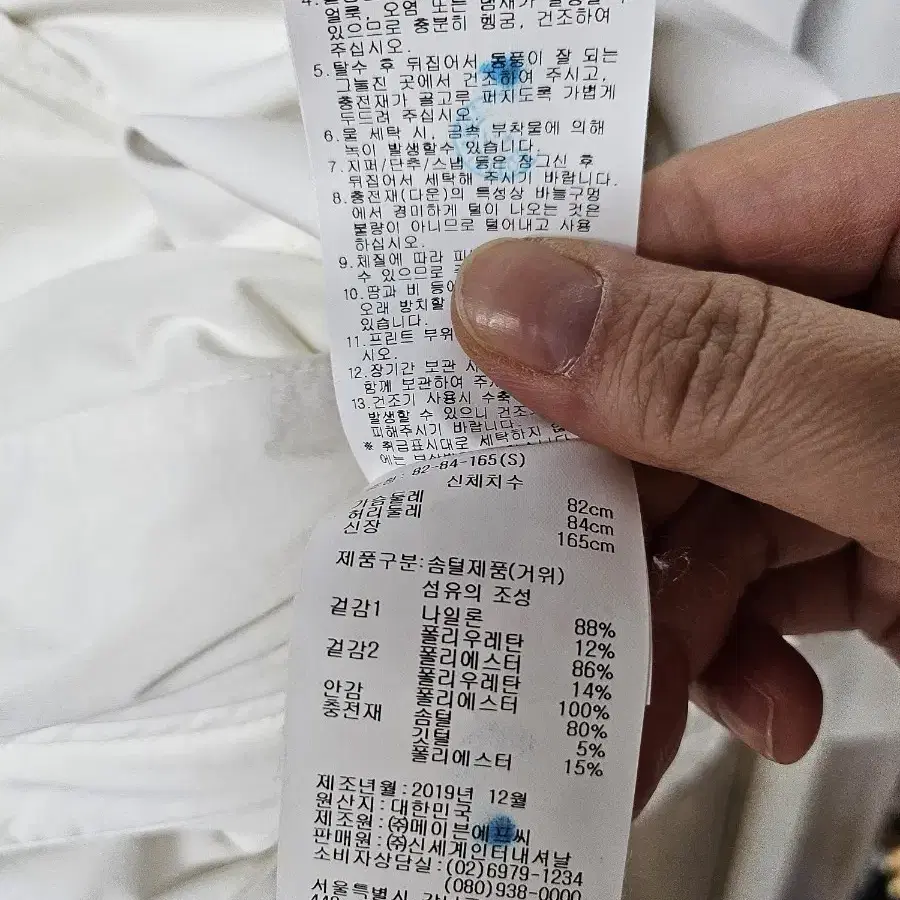 얼룩, 오염 또는 냄새가 발생할 수
있으므로 충분히 헹굼, 건조하여
주십시오.
5.탈수 후 뒤집어서 통풍이 잘 되는
그늘진 곳에서 건조하여 주시고,
충전재가 골고루 퍼지도록 가볍게
두드려 주십시오.
6.물 세탁 시, 금속 부착물에 의해
녹이 발생할수 있습니다.
7.지퍼/단추/스냅 등은 잠그신 후
뒤집어서 세탁해 주시기 바랍니다.
8.충전재(다운)의 특성상 바늘구멍
에서 경미하게 털이 나오는 것은
불량이 아니므로 털어내고 사용
하십시오.
9.체질에 따라
수 있으므로
10.땀과 비 등에
오래 방치할
있습니다.
11.프린트 부위
시오.
12.장기간 보관
함께 보관하여
13.건조기 사용시 수축
발생할 수 있으니
피해주시기 바랍니다.
※ 취급표시대로 세탁하지
에는
82-84-165(S)
신체치수
가슴둘레 82cm
허리둘레 84cm
신장 165cm
제품구분:솜털제품(거위)
섬유의 조성
겉감1 나일론 88%
폴리우레탄 12%
겉감2 폴리에스터 86%
폴리우레탄 14%
안감 폴리에스터 100%
충전재 솜털 80%
깃털 5%
폴리에스터 15%
제조년월:2019년 12월
원산지:대한민국
제조원:㈜메이븐에프씨
판매원:㈜신세계인터내셔날
소비자상담실:(02)6979-1234
(080)938-0000
서울특별시